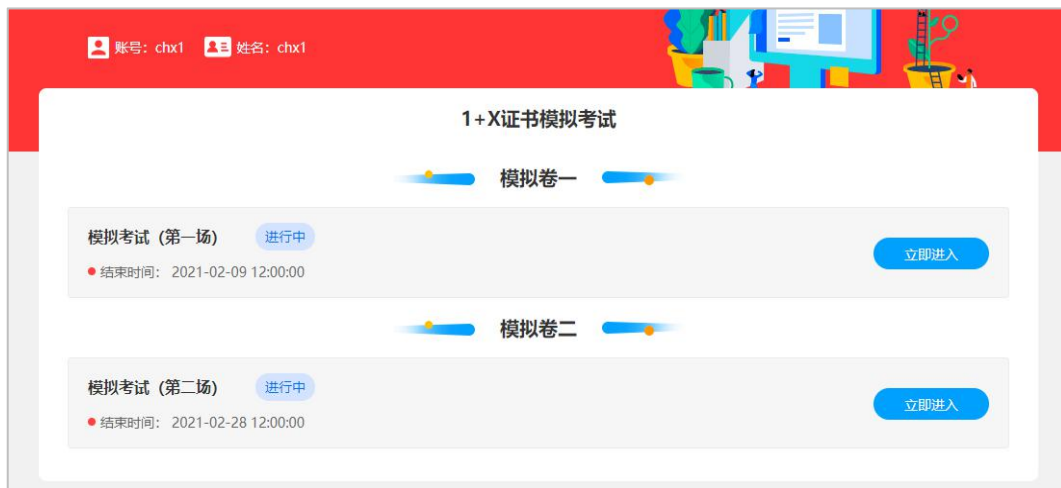 账号：chx1 姓名：chx1
1+X证书模拟考试
模拟卷一
模拟考试（第一场） 进行中
结束时间： 2021-02-09 12:00:00
立即进入
模拟卷二
模拟考试（第二场） 进行中
结束时间： 2021-02-28 12:00:00
立即进入